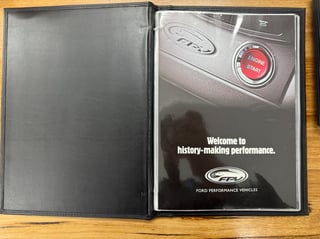 FPV
ENGINE
START
Welcome to
history-making performance.
FPV
FORD PERFORMANCE VEHICLES